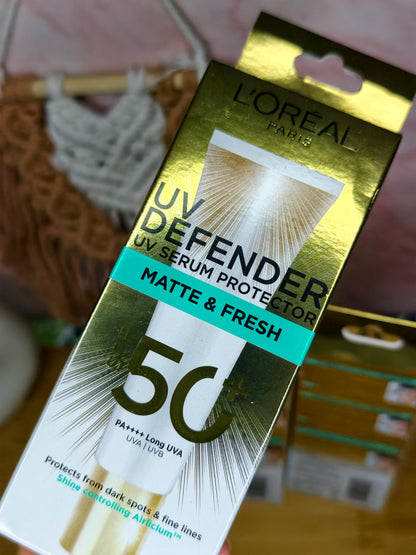 L'ORÉAL
PARIS
UV
DEFENDER
UV SERUM PROTECTOR
MATTE & FRESH
50+
PA++++ Long UVA
UVA | UVB
Protects from dark spots & fine lines
Shine controlling Airlicium™